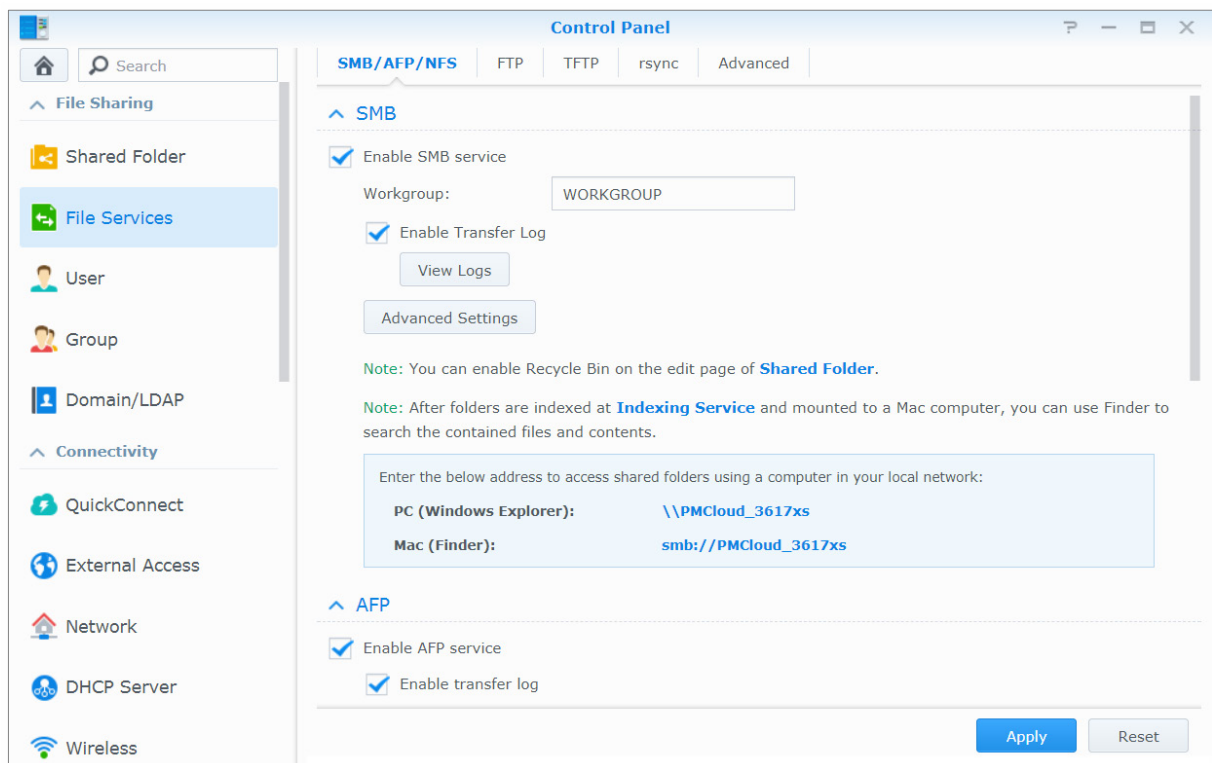 Control Panel
Search
File Sharing
Shared Folder
File Services
User
Group
Domain/LDAP
Connectivity
QuickConnect
External Access
Network
DHCP Server
Wireless
SMB/AFP/NFS FTP TFTP rsync Advanced
SMB
Enable SMB service
Workgroup: WORKGROUP
Enable Transfer Log
View Logs
Advanced Settings
Note: You can enable Recycle Bin on the edit page of Shared Folder.
Note: After folders are indexed at Indexing Service and mounted to a Mac computer, you can use Finder to
search the contained files and contents.
Enter the below address to access shared folders using a computer in your local network:
PC (Windows Explorer): \\PMCloud_3617xs
Mac (Finder): smb://PMCloud_3617xs
AFP
Enable AFP service
Enable transfer log
Apply Reset